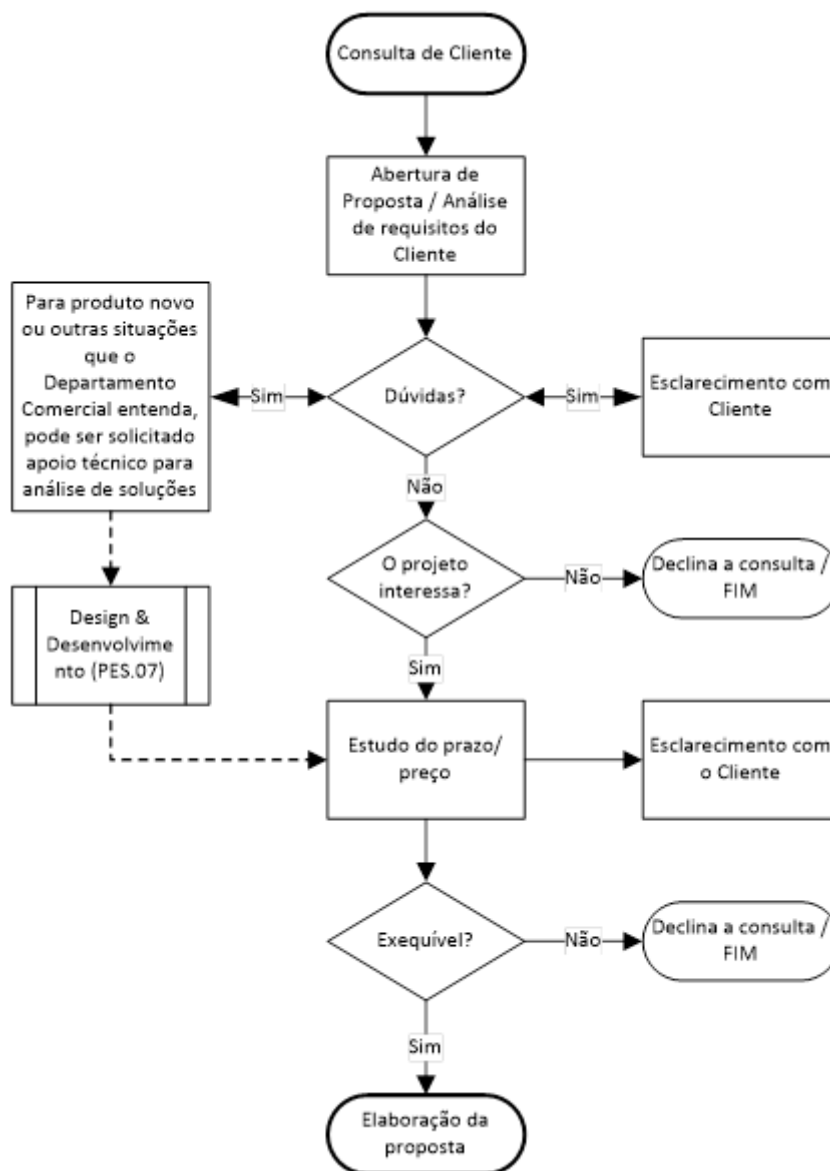 Consulta de Cliente
Abertura de
Proposta / Análise
de requisitos do
Cliente
Para produto novo
ou outras situações
que o
Departamento
Comercial entenda,
pode ser solicitado
apoio técnico para
análise de soluções
Sim
Dúvidas?
Sim
Esclarecimento com
Cliente
Não
O projeto
interessa?
Não
Declina a consulta /
FIM
Design &
Desenvolvime
nto (PES.07)
Sim
Estudo do prazo/
preço
Esclarecimento com
o Cliente
Exequível?
Não
Declina a consulta /
FIM
Sim
Elaboração da
proposta